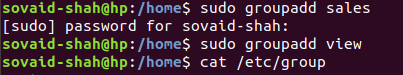 sovaid-shah@hp:/home$ sudo groupadd sales
[sudo] password for sovaid-shah:
sovaid-shah@hp:/home$ sudo groupadd view
sovaid-shah@hp:/home$ cat /etc/group